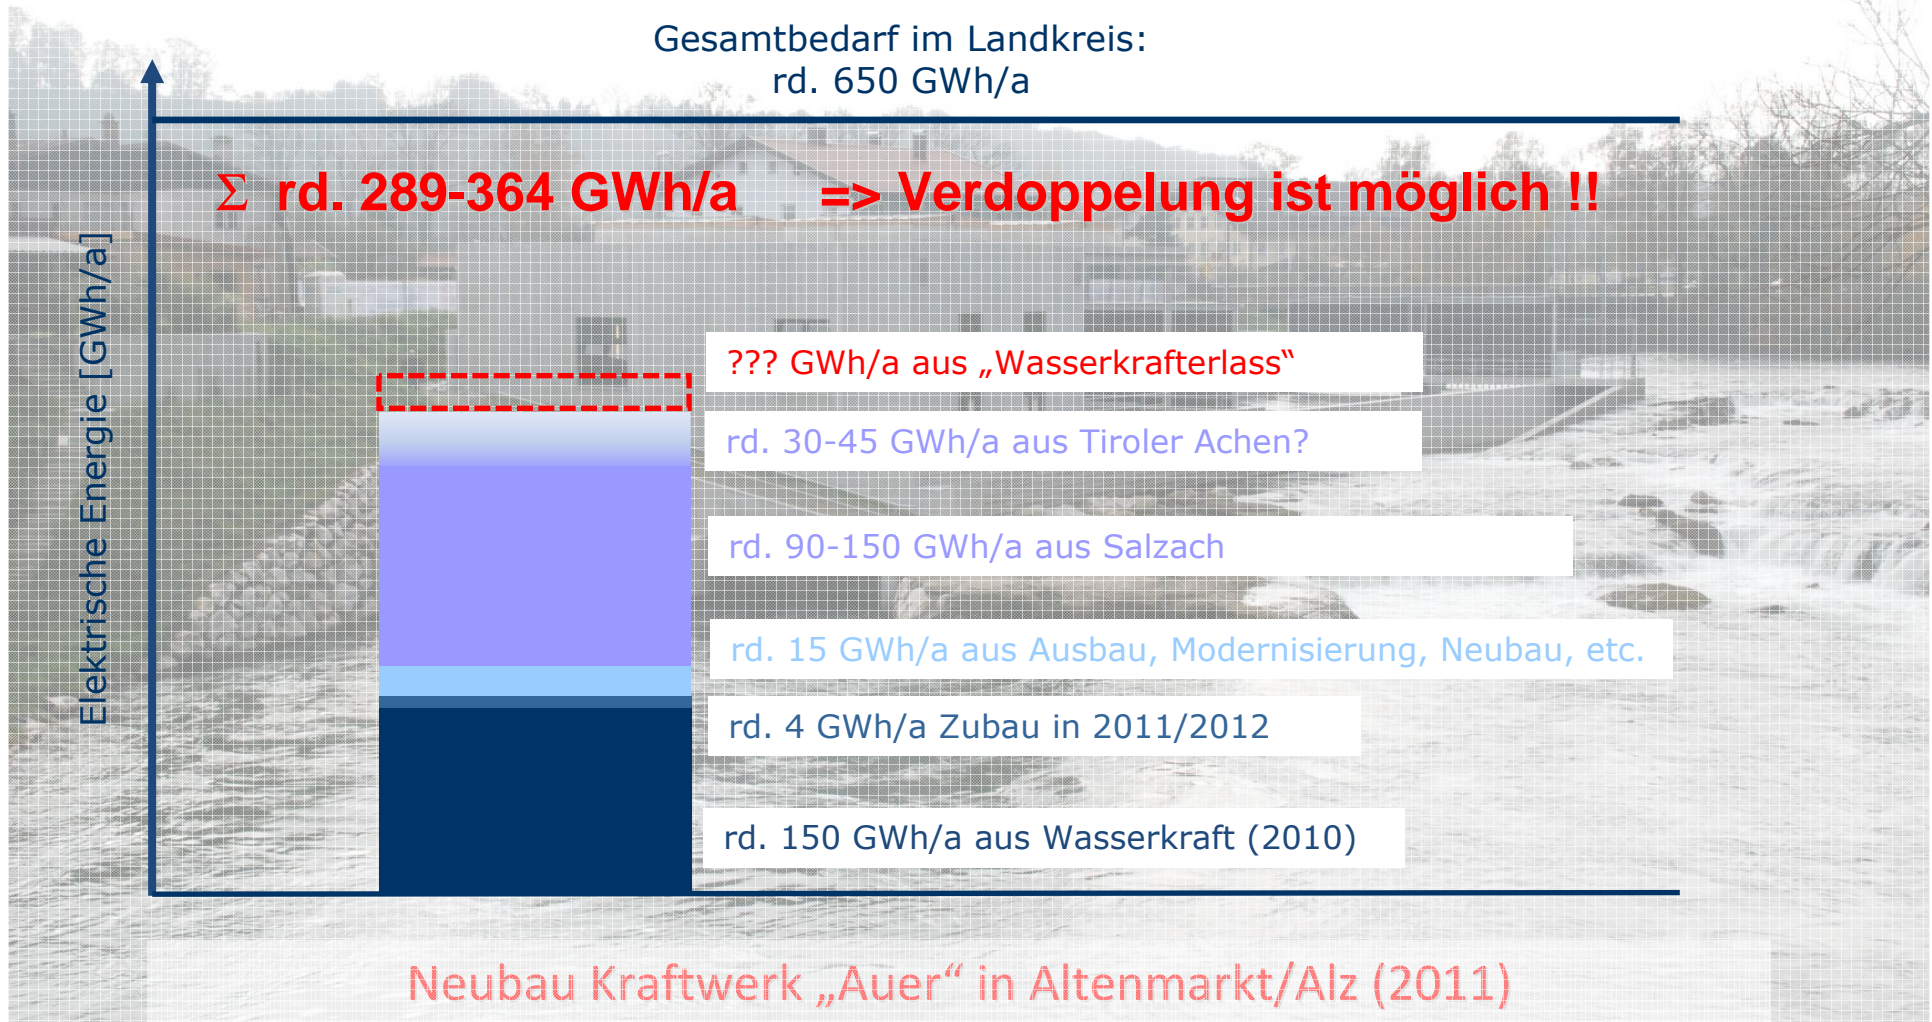 Gesamtbedarf im Landkreis:
rd. 650 GWh/a
Σ rd. 289-364 GWh/a => Verdoppelung ist möglich !!
Elektrische Energie [GWh/a]
??? GWh/a aus „Wasserkrafterlass“
rd. 30-45 GWh/a aus Tiroler Achen?
rd. 90-150 GWh/a aus Salzach
rd. 15 GWh/a aus Ausbau, Modernisierung, Neubau, etc.
rd. 4 GWh/a Zubau in 2011/2012
rd. 150 GWh/a aus Wasserkraft (2010)
Neubau Kraftwerk „Auer“ in Altenmarkt/Alz (2011)